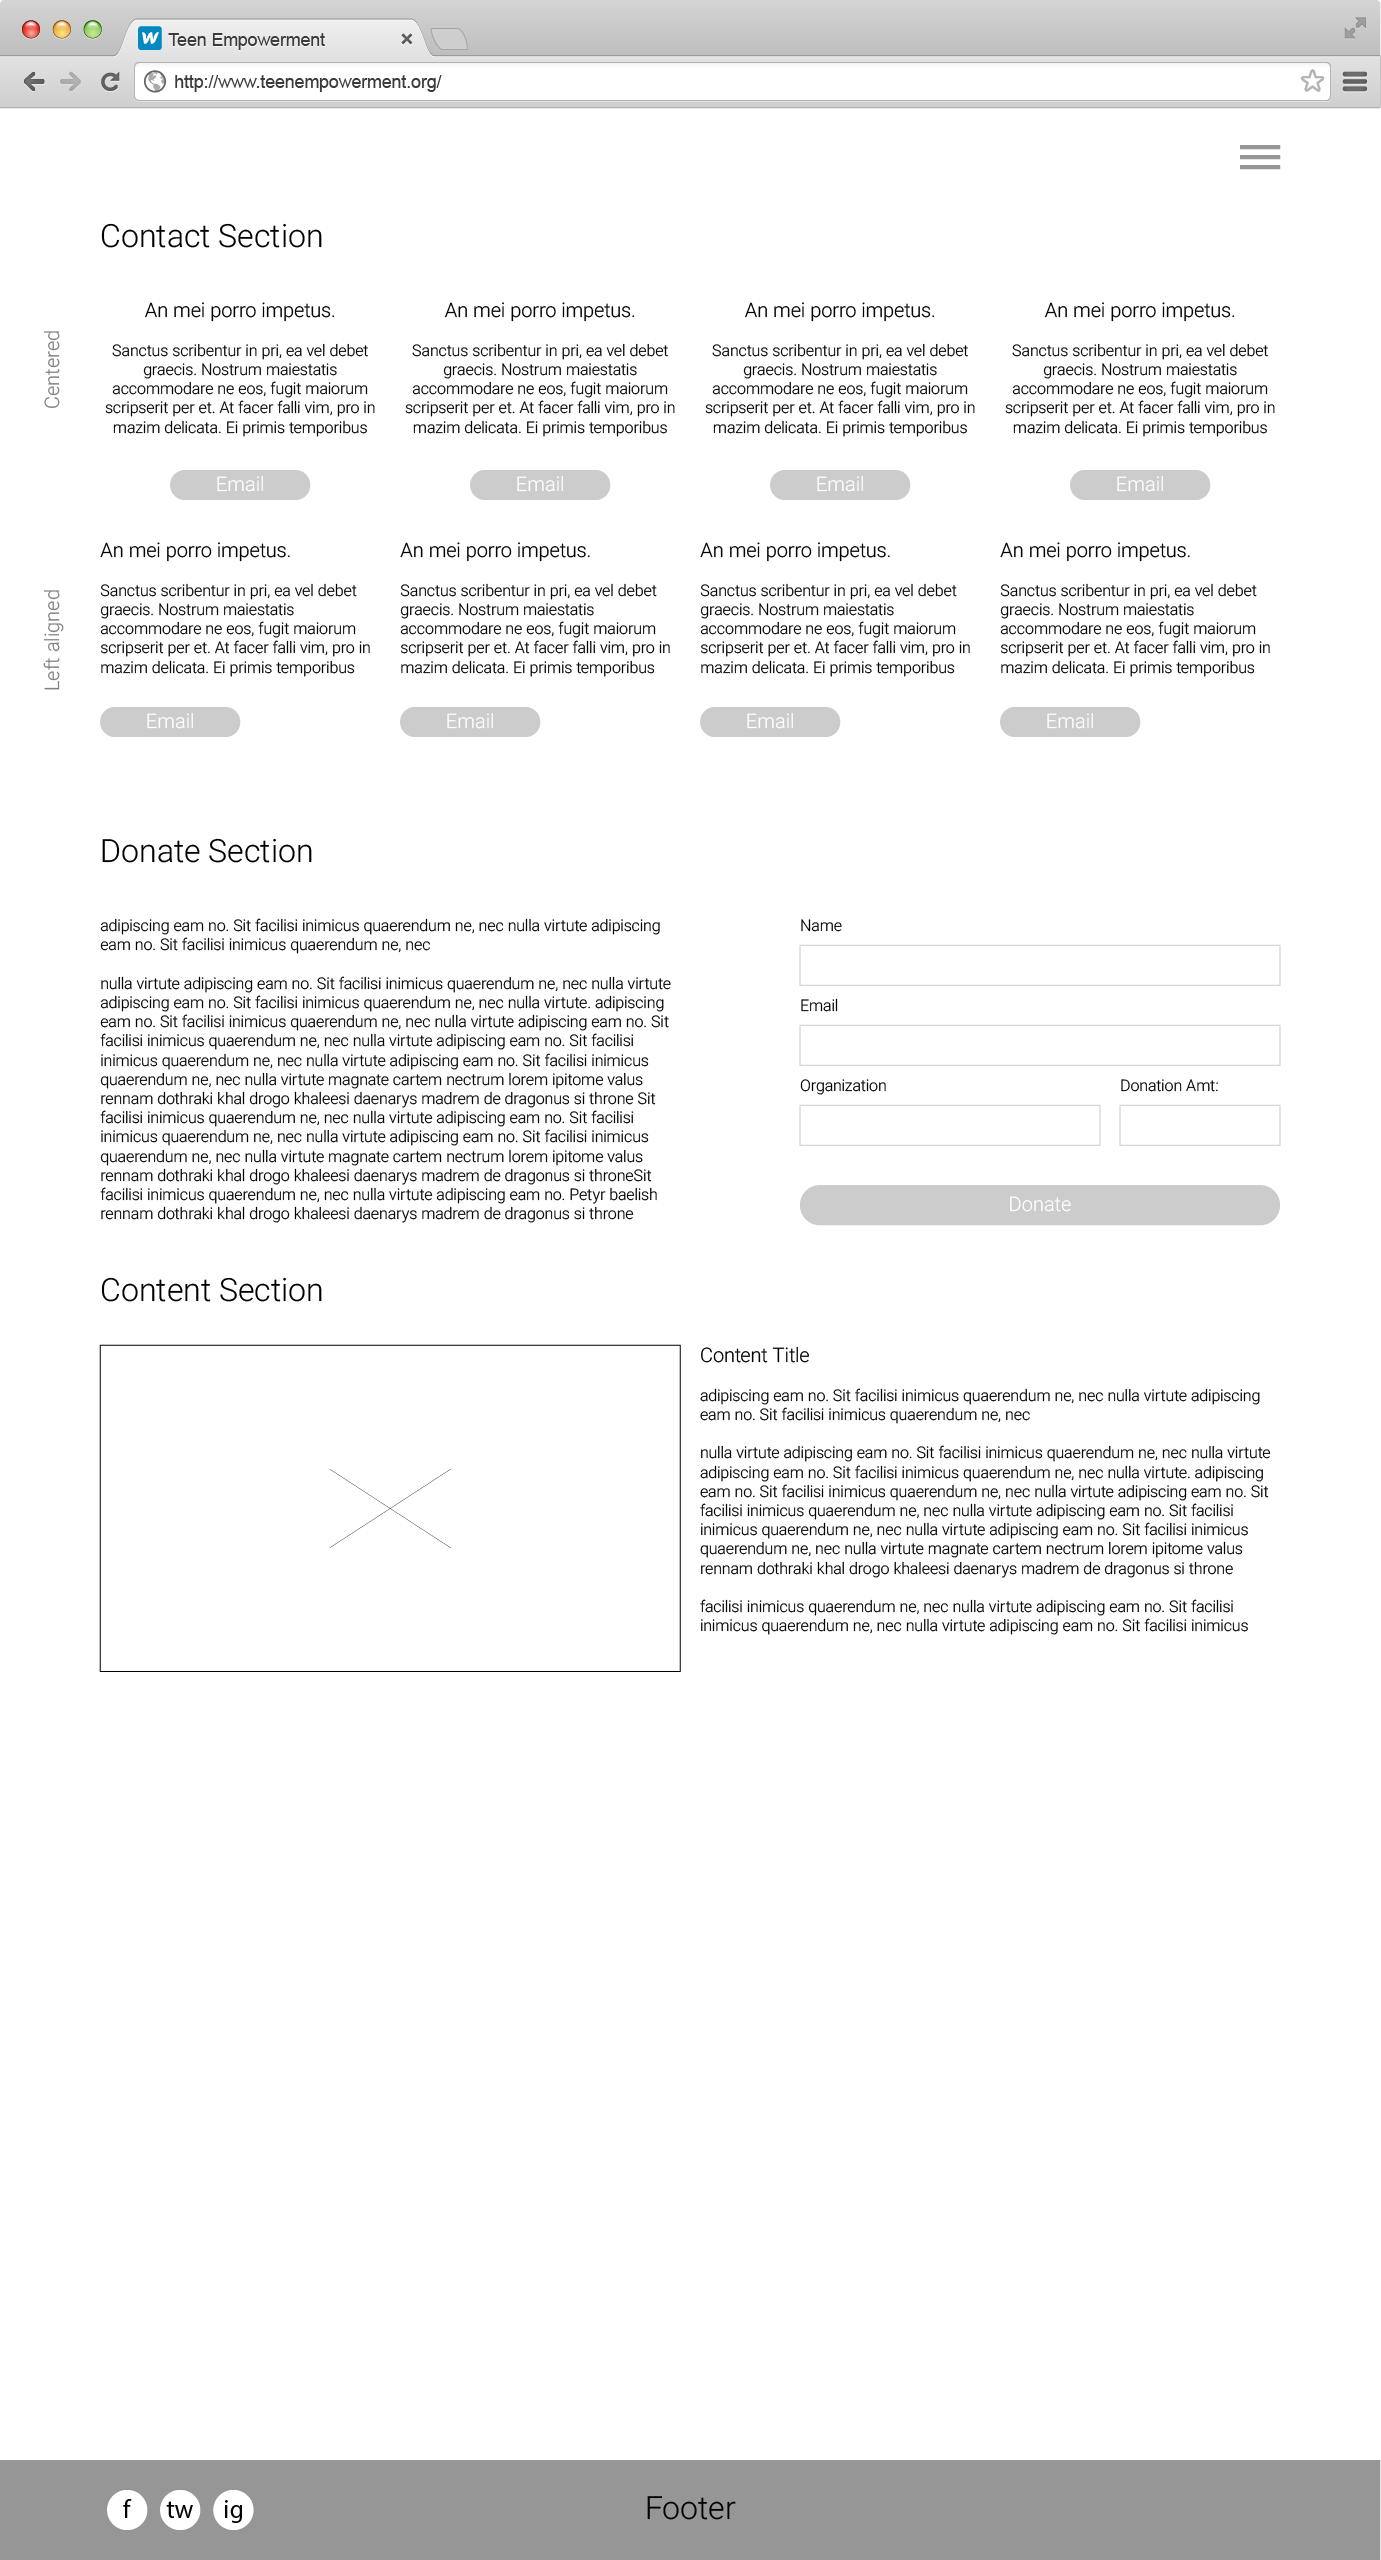 Teen Empowerment
http://www.teenempowerment.org/
Contact Section
Centered
An mei porro impetus.
Sanctus scribentur in pri, ea vel debet
graecis. Nostrum maiestatis
accommodare ne eos, fugit maiorum
scripserit per et. At facer falli vim, pro in
mazim delicata. Ei primis temporibus
Email
An mei porro impetus.
Sanctus scribentur in pri, ea vel debet
graecis. Nostrum maiestatis
accommodare ne eos, fugit maiorum
scripserit per et. At facer falli vim, pro in
mazim delicata. Ei primis temporibus
Email
An mei porro impetus.
Sanctus scribentur in pri, ea vel debet
graecis. Nostrum maiestatis
accommodare ne eos, fugit maiorum
scripserit per et. At facer falli vim, pro in
mazim delicata. Ei primis temporibus
Email
An mei porro impetus.
Sanctus scribentur in pri, ea vel debet
graecis. Nostrum maiestatis
accommodare ne eos, fugit maiorum
scripserit per et. At facer falli vim, pro in
mazim delicata. Ei primis temporibus
Email
Left aligned
An mei porro impetus.
Sanctus scribentur in pri, ea vel debet
graecis. Nostrum maiestatis
accommodare ne eos, fugit maiorum
scripserit per et. At facer falli vim, pro in
mazim delicata. Ei primis temporibus
Email
An mei porro impetus.
Sanctus scribentur in pri, ea vel debet
graecis. Nostrum maiestatis
accommodare ne eos, fugit maiorum
scripserit per et. At facer falli vim, pro in
mazim delicata. Ei primis temporibus
Email
An mei porro impetus.
Sanctus scribentur in pri, ea vel debet
graecis. Nostrum maiestatis
accommodare ne eos, fugit maiorum
scripserit per et. At facer falli vim, pro in
mazim delicata. Ei primis temporibus
Email
An mei porro impetus.
Sanctus scribentur in pri, ea vel debet
graecis. Nostrum maiestatis
accommodare ne eos, fugit maiorum
scripserit per et. At facer falli vim, pro in
mazim delicata. Ei primis temporibus
Email
Donate Section
adipiscing eam no. Sit facilisi inimicus quaerendum ne, nec nulla virtute adipiscing
eam no. Sit facilisi inimicus quaerendum ne, nec
nulla virtute adipiscing eam no. Sit facilisi inimicus quaerendum ne, nec nulla virtute
adipiscing eam no. Sit facilisi inimicus quaerendum ne, nec nulla virtute. adipiscing
eam no. Sit facilisi inimicus quaerendum ne, nec nulla virtute adipiscing eam no. Sit
facilisi inimicus quaerendum ne, nec nulla virtute adipiscing eam no. Sit facilisi
inimicus quaerendum ne, nec nulla virtute adipiscing eam no. Sit facilisi inimicus
quaerendum ne, nec nulla virtute magnate cartem nectrum lorem ipitome valus
rennam dothraki khal drogo khaleesi daenarys madrem de dragonus si throne Sit
facilisi inimicus quaerendum ne, nec nulla virtute adipiscing eam no. Sit facilisi
inimicus quaerendum ne, nec nulla virtute adipiscing eam no. Sit facilisi inimicus
quaerendum ne, nec nulla virtute magnate cartem nectrum lorem ipitome valus
rennam dothraki khal drogo khaleesi daenarys madrem de dragonus si throneSit
facilisi inimicus quaerendum ne, nec nulla virtute adipiscing eam no. Petyr baelish
rennam dothraki khal drogo khaleesi daenarys madrem de dragonus si throne
Name
Email
Organization
Donation Amt:
Donate
Content Section
Content Title
adipiscing eam no. Sit facilisi inimicus quaerendum ne, nec nulla virtute adipiscing
eam no. Sit facilisi inimicus quaerendum ne, nec
nulla virtute adipiscing eam no. Sit facilisi inimicus quaerendum ne, nec nulla virtute
adipiscing eam no. Sit facilisi inimicus quaerendum ne, nec nulla virtute. adipiscing
eam no. Sit facilisi inimicus quaerendum ne, nec nulla virtute adipiscing eam no. Sit
facilisi inimicus quaerendum ne, nec nulla virtute adipiscing eam no. Sit facilisi
inimicus quaerendum ne, nec nulla virtute adipiscing eam no. Sit facilisi inimicus
quaerendum ne, nec nulla virtute magnate cartem nectrum lorem ipitome valus
rennam dothraki khal drogo khaleesi daenarys madrem de dragonus si throne
facilisi inimicus quaerendum ne, nec nulla virtute adipiscing eam no. Sit facilisi
inimicus quaerendum ne, nec nulla virtute adipiscing eam no. Sit facilisi inimicus
f tw ig
Footer